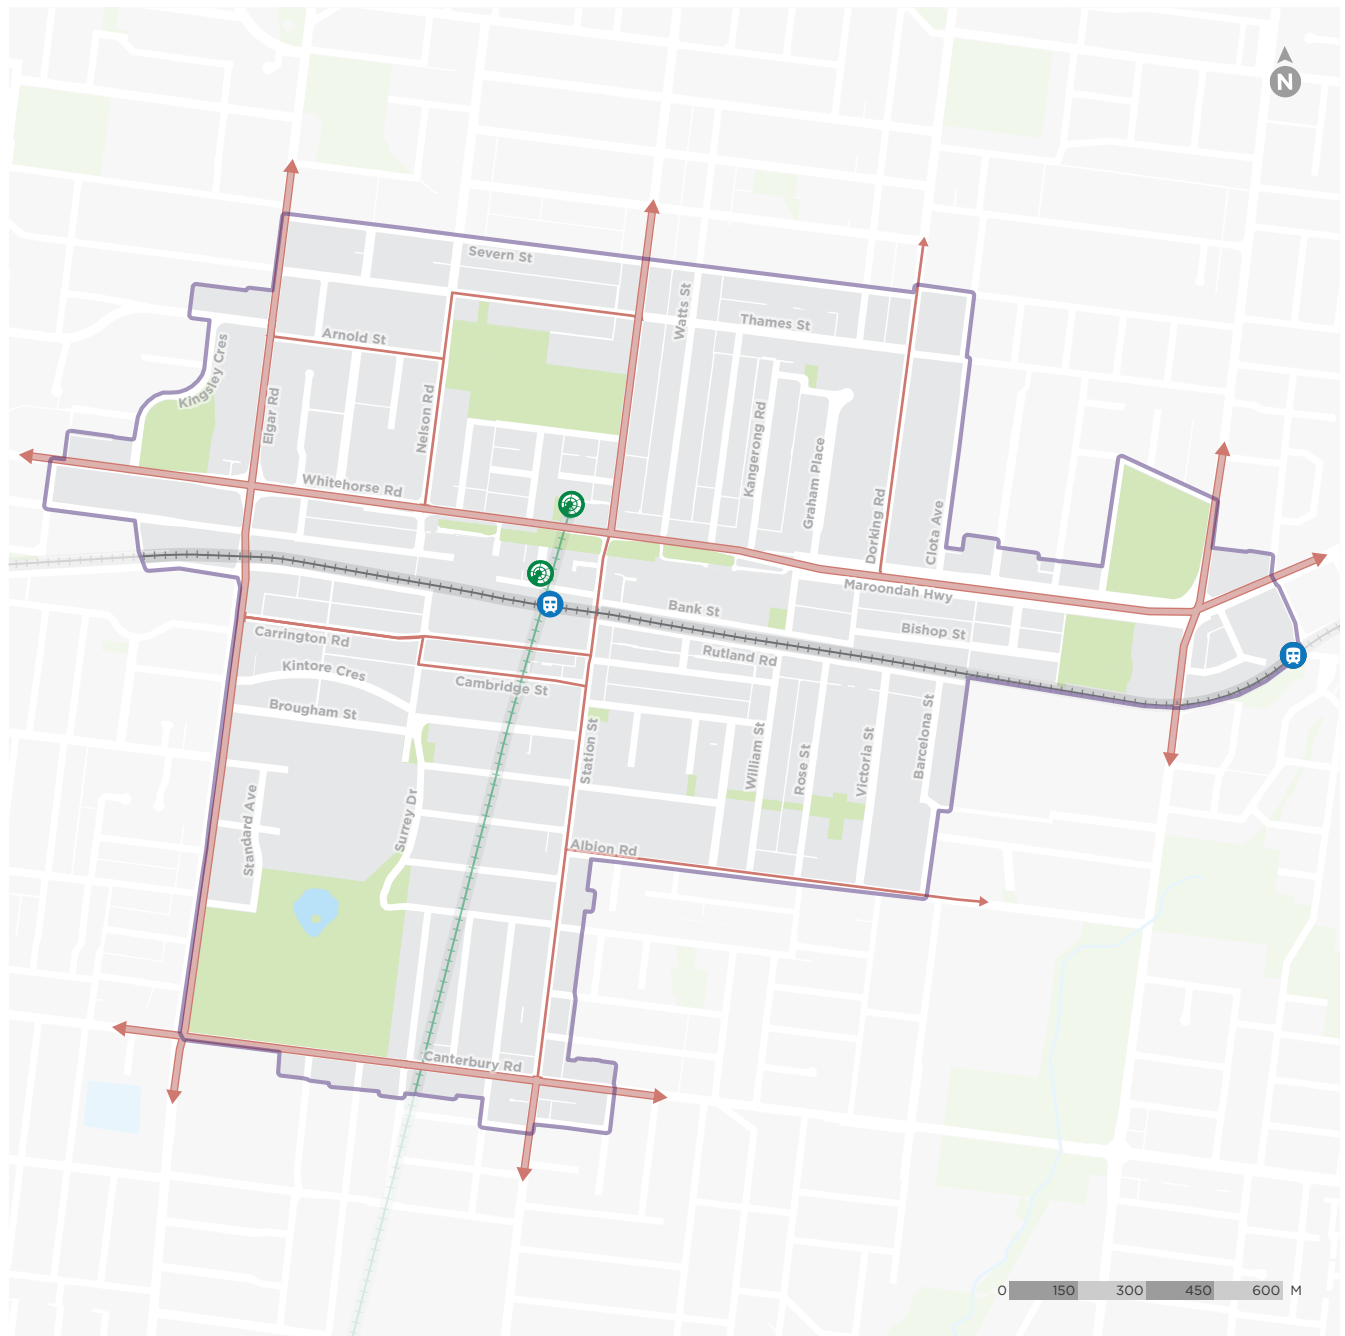 N
Severn St
Watts St
Thames St
Arnold St
Kingsley Cres
Elgar Rd
Nelson Rd
Kangerong Rd
Graham Place
Whitehorse Rd
Dorking Rd
Clota Ave
Maroondah Hwy
Bank St
Bishop St
Carrington Rd
Rutland Rd
Kintore Cres
Cambridge St
Brougham St
Station St
William St
Rose St
Victoria St
Barcelona St
Standard Ave
Surrey Dr
Albion Rd
Canterbury Rd
0 150 300 450 600 M